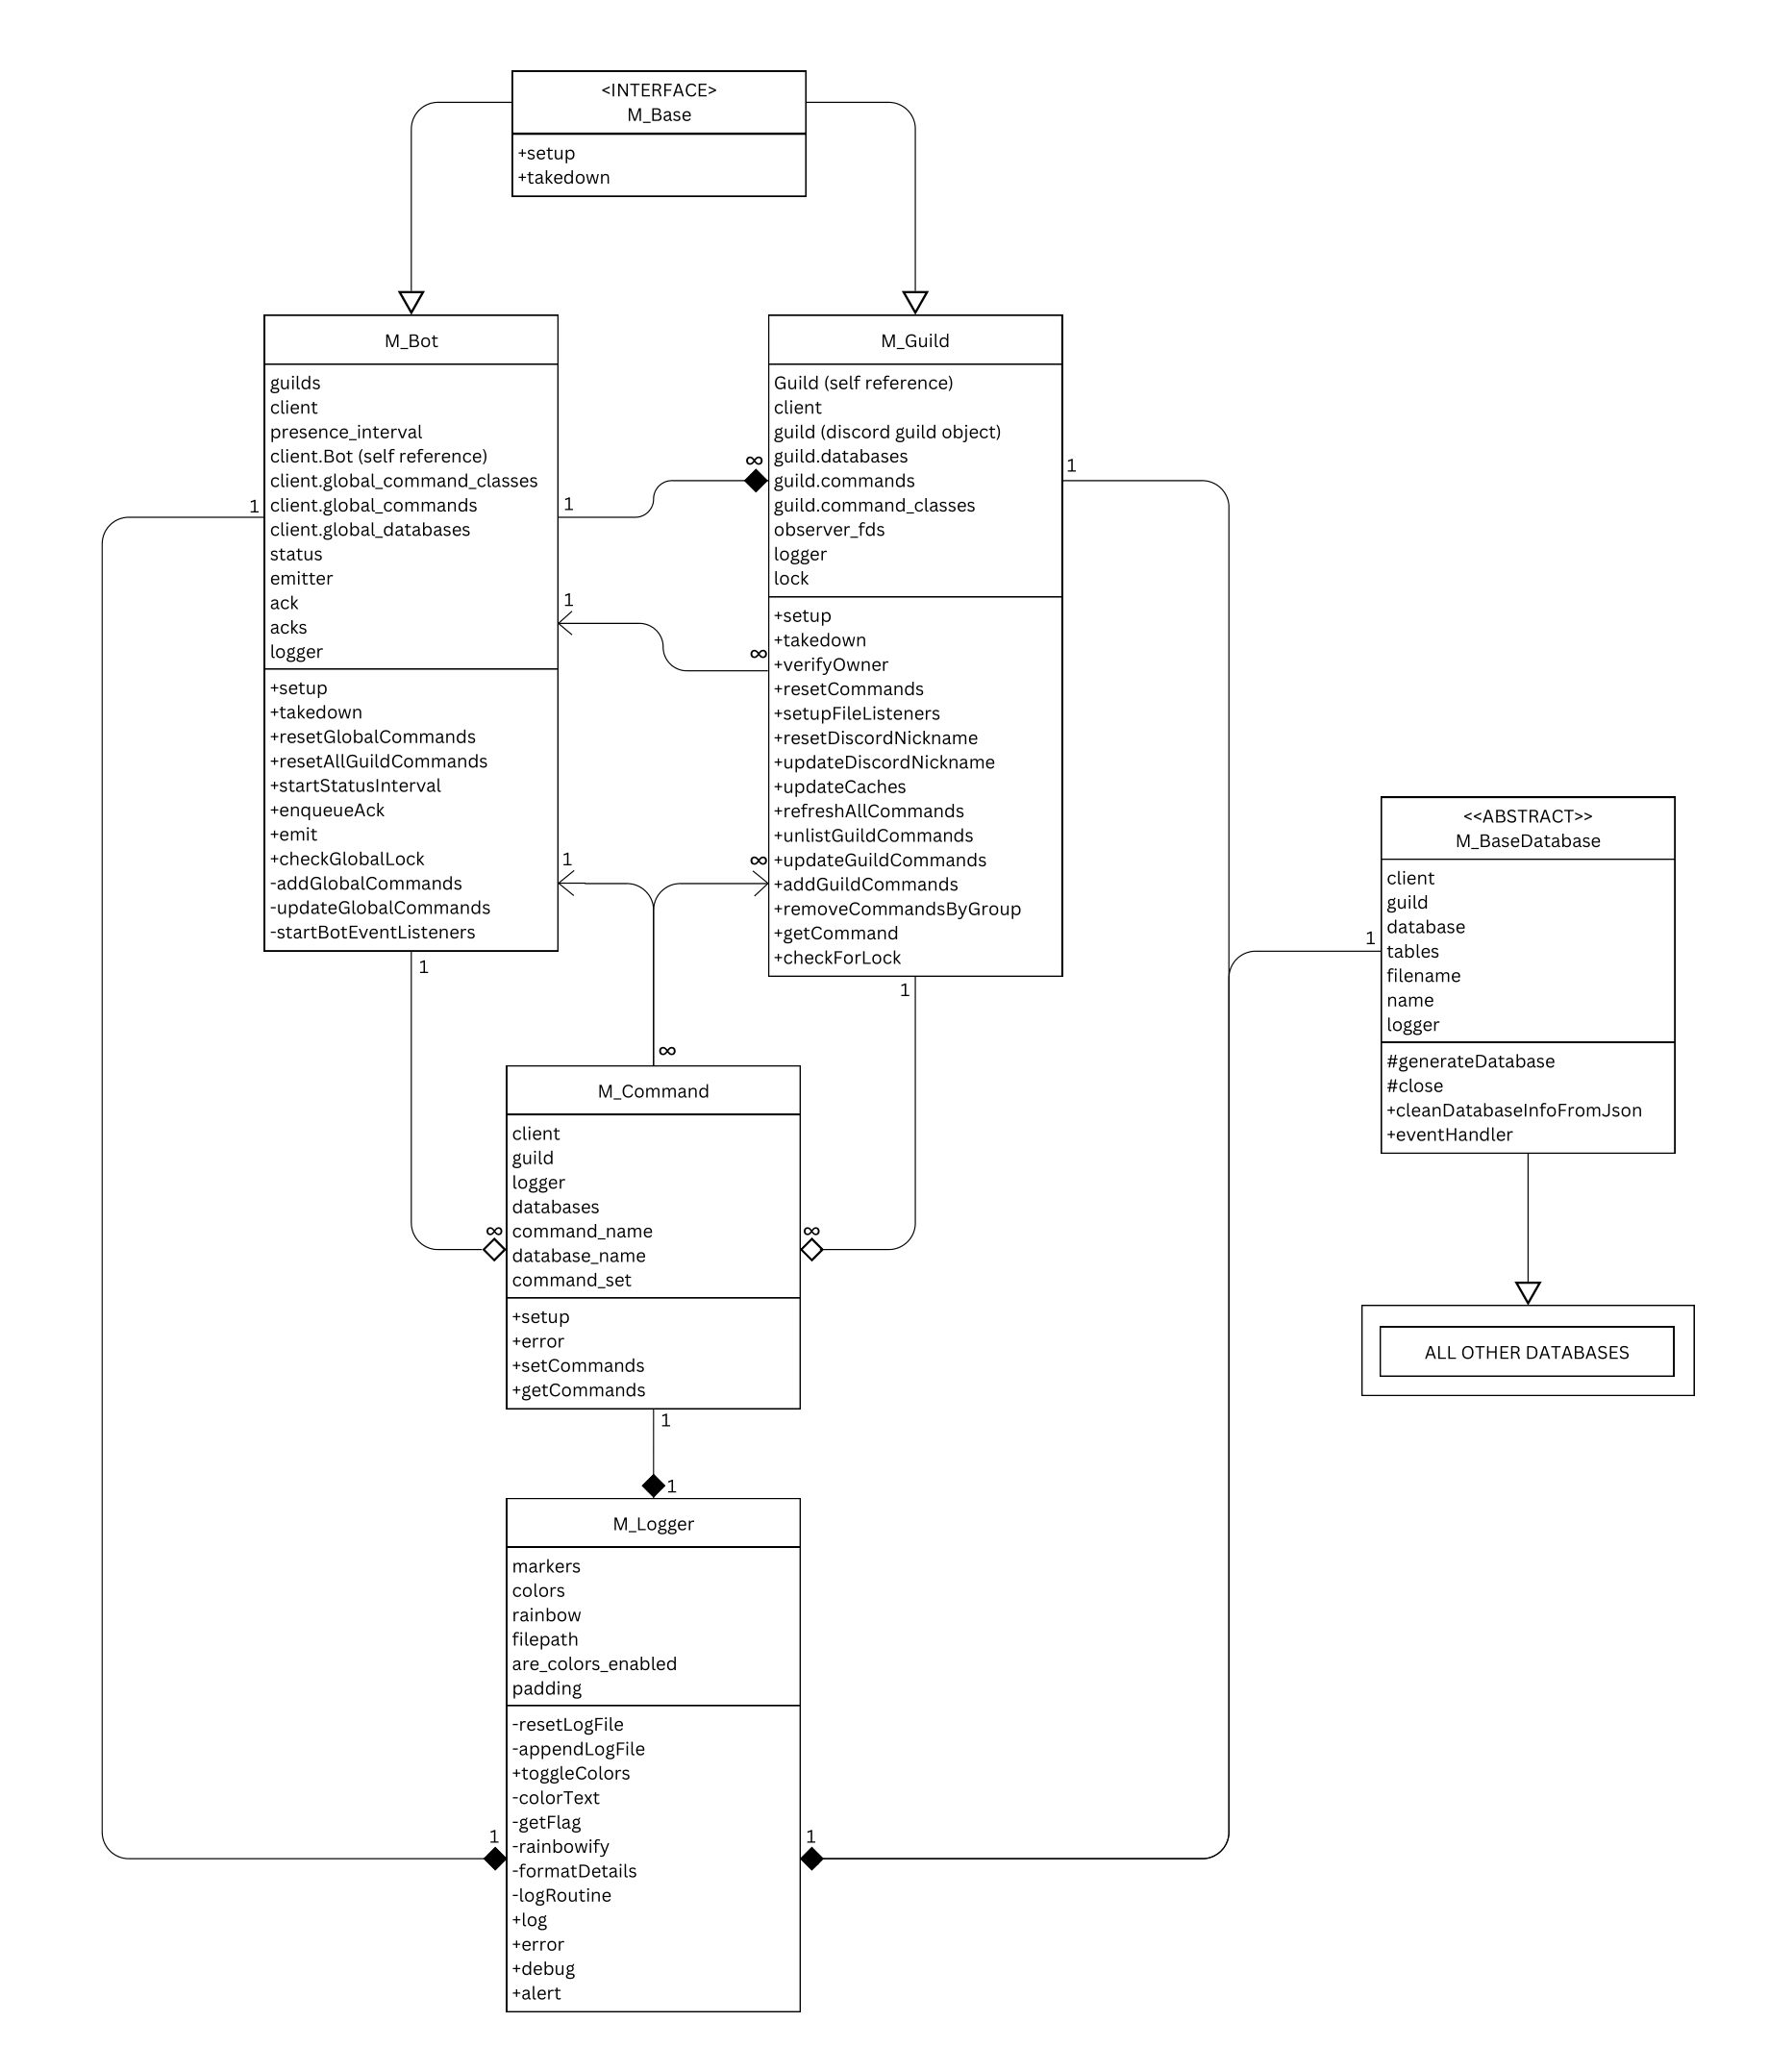 <INTERFACE>
M_Base
+setup
+takedown
M_Bot
guilds
client
presence_interval
client.Bot (self reference)
client.global_command_classes
client.global_commands
client.global_databases
status
emitter
ack
acks
logger
+setup
+takedown
+resetGlobalCommands
+resetAllGuildCommands
+startStatusInterval
+enqueueAck
+emit
+checkGlobalLock
-addGlobalCommands
-updateGlobalCommands
-startBotEventListeners
1
1
∞
1
∞
1
∞
M_Guild
Guild (self reference)
client
guild (discord guild object)
guild.databases
guild.commands
guild.command_classes
observer_fds
logger
lock
+setup
+takedown
+verifyOwner
+resetCommands
+setupFileListeners
+resetDiscordNickname
+updateDiscordNickname
+updateCaches
+refreshAllCommands
+unlistGuildCommands
+updateGuildCommands
+addGuildCommands
+removeCommandsByGroup
+getCommand
+checkForLock
1
1
1
∞
∞
∞
M_Command
client
guild
logger
databases
command_name
database_name
command_set
+setup
+error
+setCommands
+getCommands
1
1
M_Logger
markers
colors
rainbow
filepath
are_colors_enabled
padding
-resetLogFile
-appendLogFile
+toggleColors
-colorText
-getFlag
-rainbowify
-formatDetails
-logRoutine
+log
+error
+debug
+alert
1
1
1
<<ABSTRACT>>
M_BaseDatabase
client
guild
database
tables
filename
name
logger
#generateDatabase
#close
+cleanDatabaseInfoFromJson
+eventHandler
ALL OTHER DATABASES